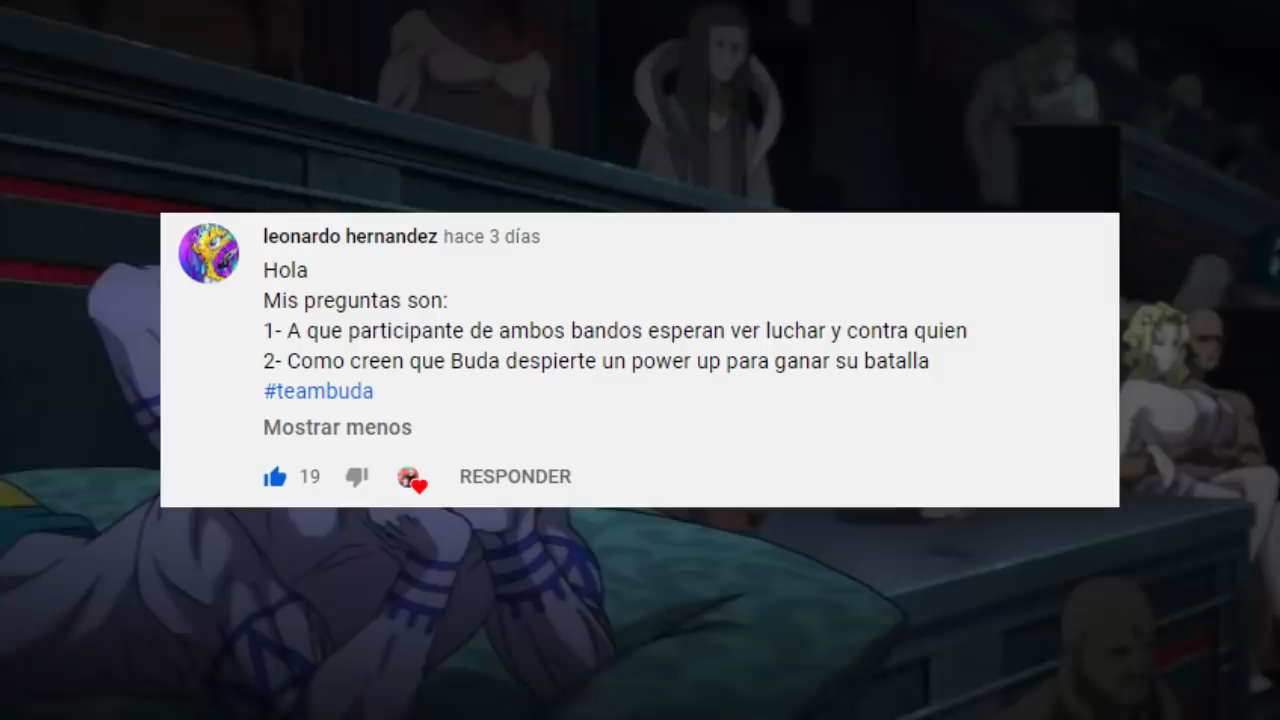 leonardo hernandez hace 3 días
Hola
Mis preguntas son:
1- A que participante de ambos bandos esperan ver luchar y contra quien
2- Como creen que Buda despierte un power up para ganar su batalla
#teambuda
Mostrar menos
19 RESPONDER